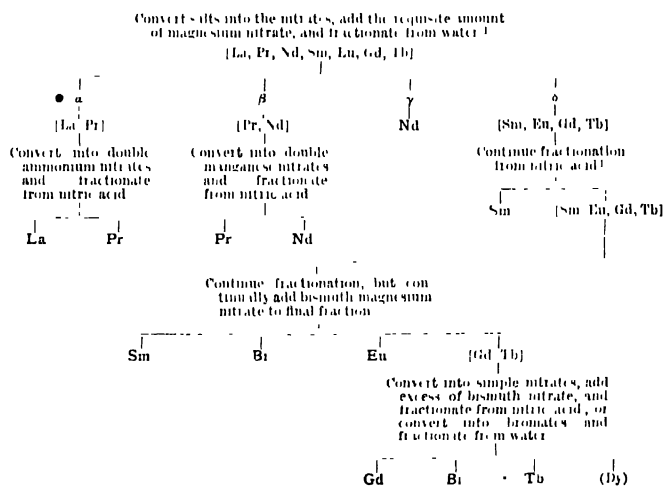 Convert salts into the nitrates, add the requisite amount
of magnesium nitrate, and fractionate from water 1
[La, Pr, Nd, Sm, Eu, Gd, Tb]
α β γ δ
[La Pr] [Pr, Nd] Nd [Sm, Eu, Gd, Tb]
Convert into double
ammonium nitrates
and fractionate
from nitric acid
Convert into double
manganese nitrates
and fractionate
from nitric acid
Continue fractionation
from nitric acid 1
La Pr Pr Nd
Sm [Sm Eu, Gd, Tb]
Continue fractionation, but con
tinually add bismuth magnesium
nitrate to final fraction
Sm Bi Eu [Gd Tb]
Convert into simple nitrates, add
excess of bismuth nitrate, and
fractionate from nitric acid, or
convert into bromates and
fractionate from water
Gd Bi Tb (Dy)